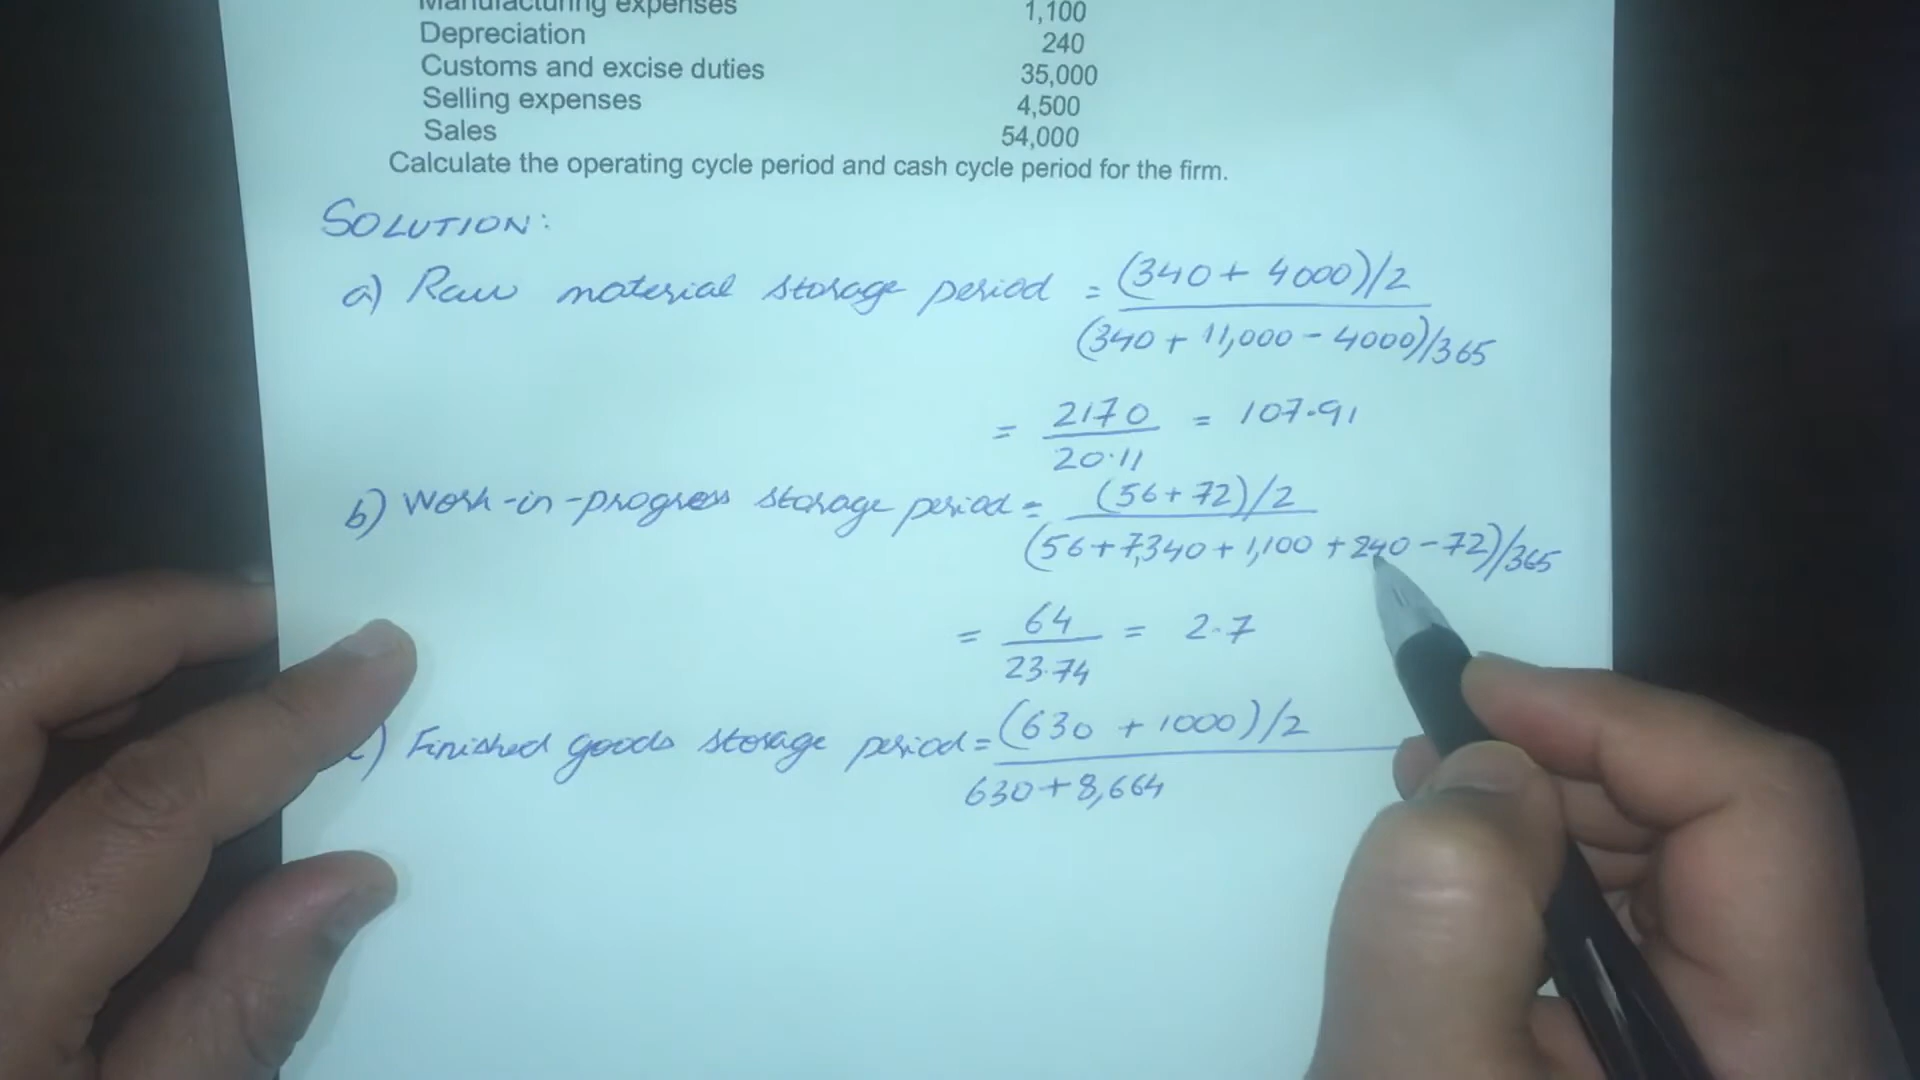 Manufacturing expenses 1,100
Depreciation 240
Customs and excise duties 35,000
Selling expenses 4,500
Sales 54,000
Calculate the operating cycle period and cash cycle period for the firm.
SOLUTION:
a) Raw material storage period = (340 + 4000)/2
(340 + 11,000 - 4000)/365
= 2170 = 107.91
20.11
b) Work-in-progress storage period = (56+72)/2
(56+7,340+1,100+240-72)/365
= 64 = 2.7
23.74
c) Finished goods storage period = (630 + 1000)/2
630+8,664